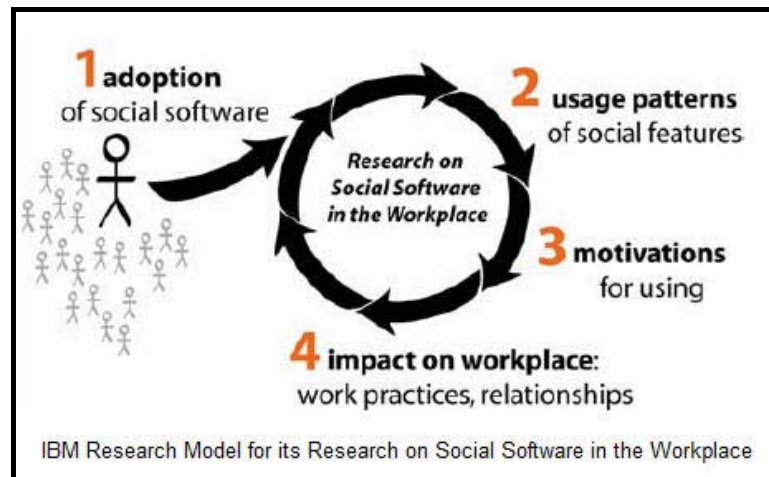 1 adoption
of social software
2 usage patterns
of social features
Research on
Social Software
in the Workplace
3 motivations
for using
4 impact on workplace:
work practices, relationships
IBM Research Model for its Research on Social Software in the Workplace